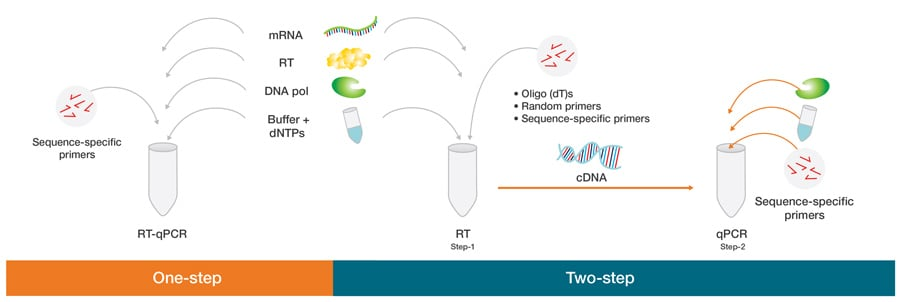 mRNA
RT
DNA pol
Buffer +
dNTPs
Sequence-specific
primers
RT-qPCR
• Oligo (dT)s
• Random primers
• Sequence-specific primers
cDNA
RT
Step-1
Sequence-specific
primers
qPCR
Step-2
One-step
Two-step